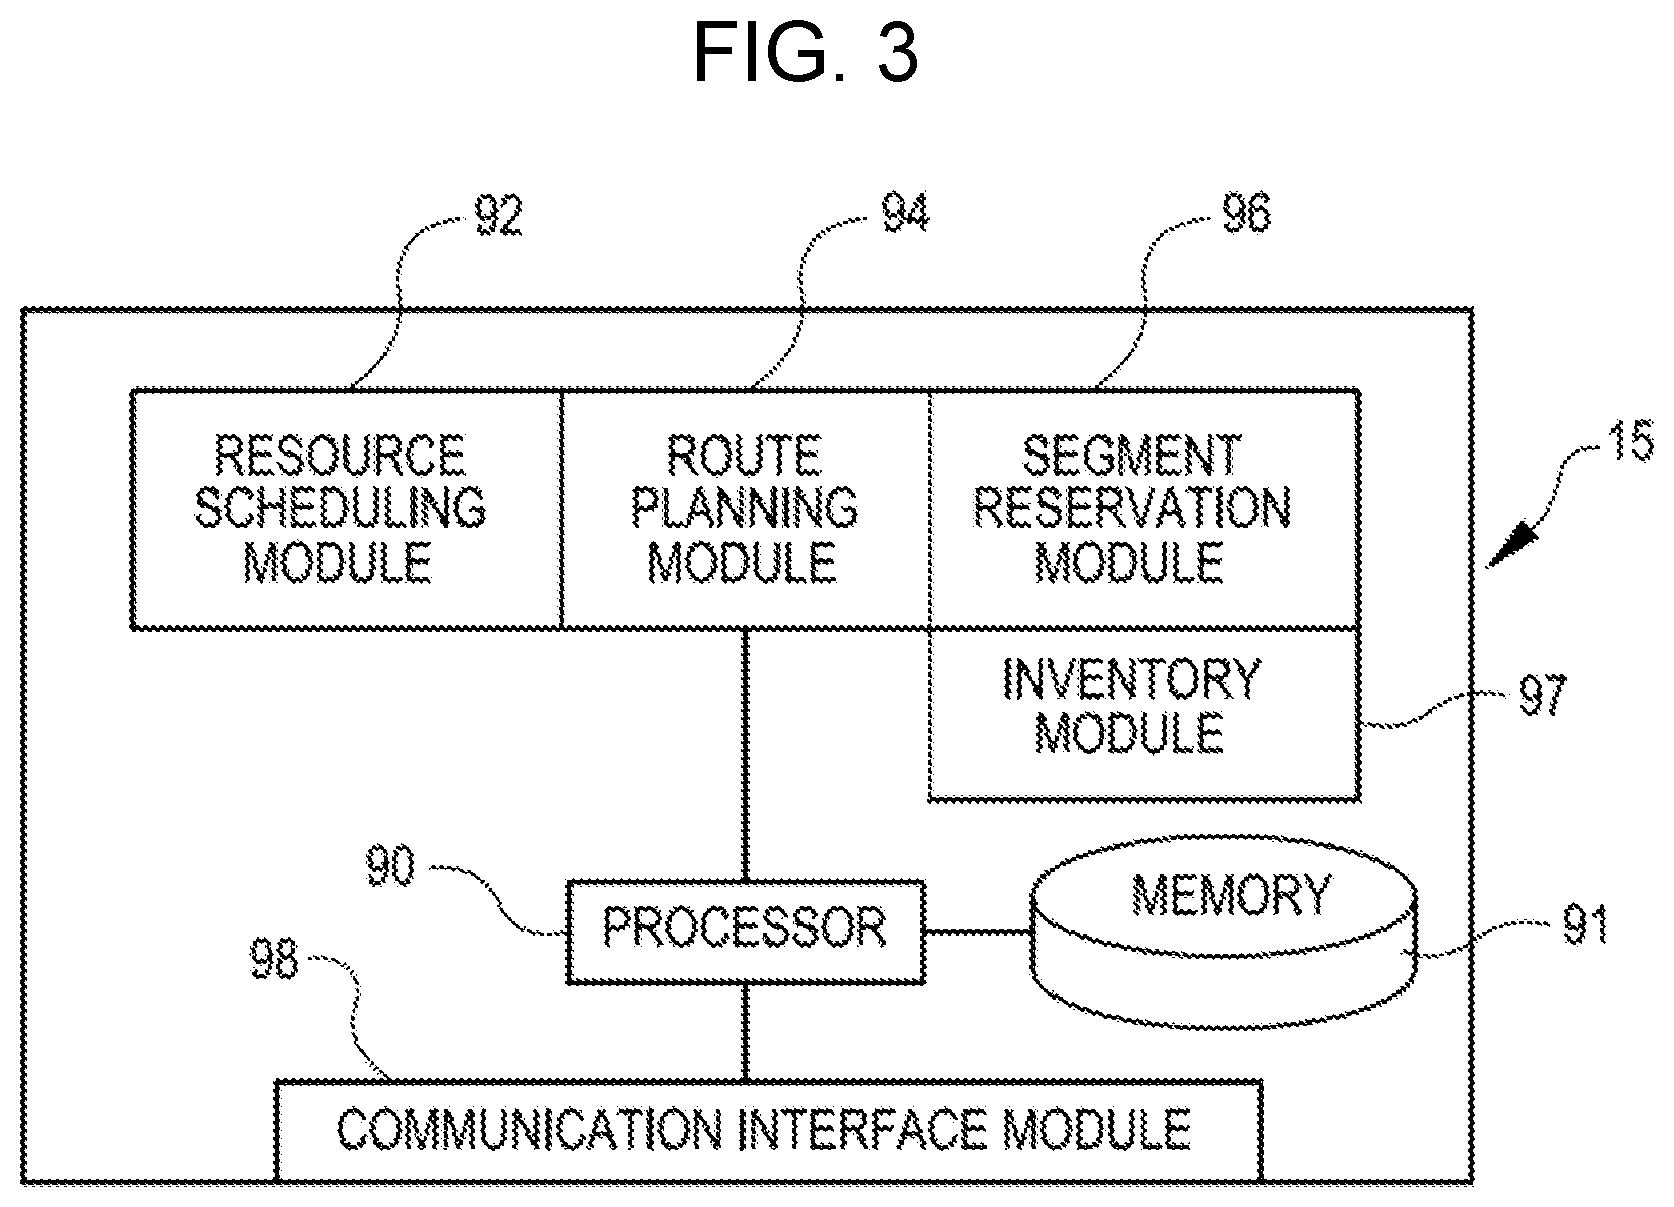 FIG. 3
92
94
96
RESOURCE
SCHEDULING
MODULE
ROUTE
PLANNING
MODULE
SEGMENT
RESERVATION
MODULE
15
INVENTORY
MODULE
97
90
PROCESSOR
MEMORY
91
98
COMMUNICATION INTERFACE MODULE